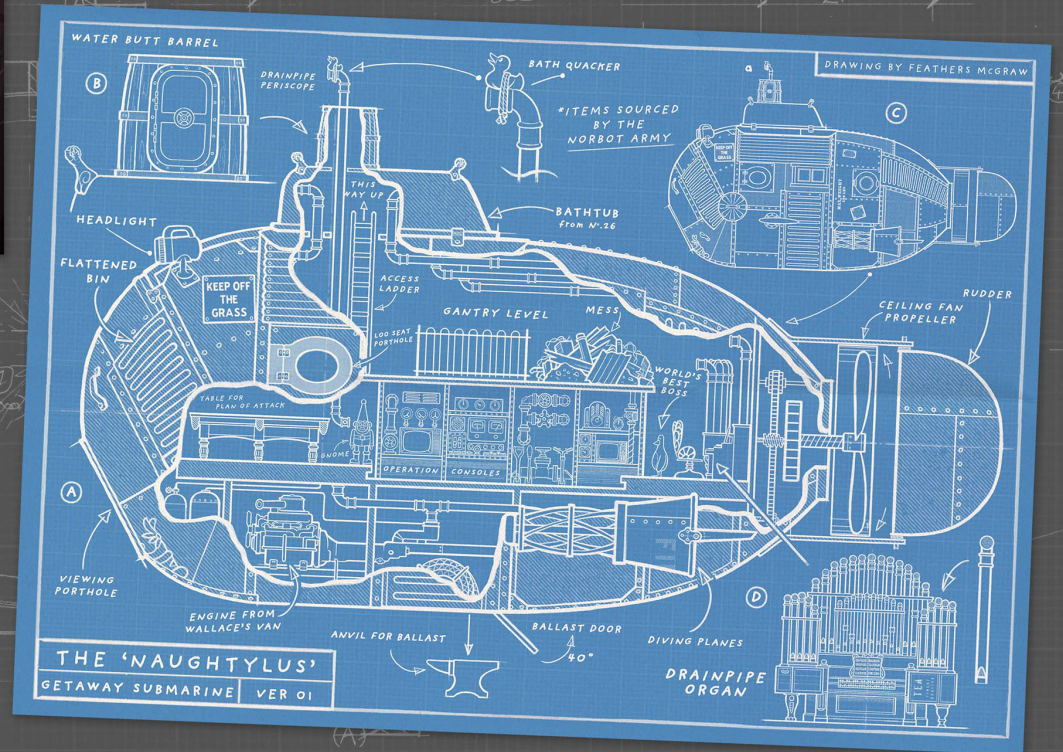 WATER BUTT BARREL
B
DRAINPIPE
PERISCOPE
BATH QUACKER
*ITEMS SOURCED
BY THE
NORBOT ARMY
DRAWING BY FEATHERS McGRAW
a
C
KEEP OFF
THE
GRASS
THIS
WAY UP
BATHTUB
from No.26
HEADLIGHT
FLATTENED
BIN
KEEP OFF
THE
GRASS
ACCESS
LADDER
GANTRY LEVEL
MESS
LOO SEAT
PORTHOLE
CEILING FAN
PROPELLER
RUDDER
WORLD'S
BEST
BOSS
TABLE FOR
PLAN OF ATTACK
GNOME
OPERATION CONSOLES
A
VIEWING
PORTHOLE
ENGINE FROM
WALLACE'S VAN
ANVIL FOR BALLAST
BALLAST DOOR
40"
DIVING PLANES
D
DRAINPIPE
ORGAN
TEA
THE 'NAUGHTYLUS'
GETAWAY SUBMARINE
VER 01
(A)